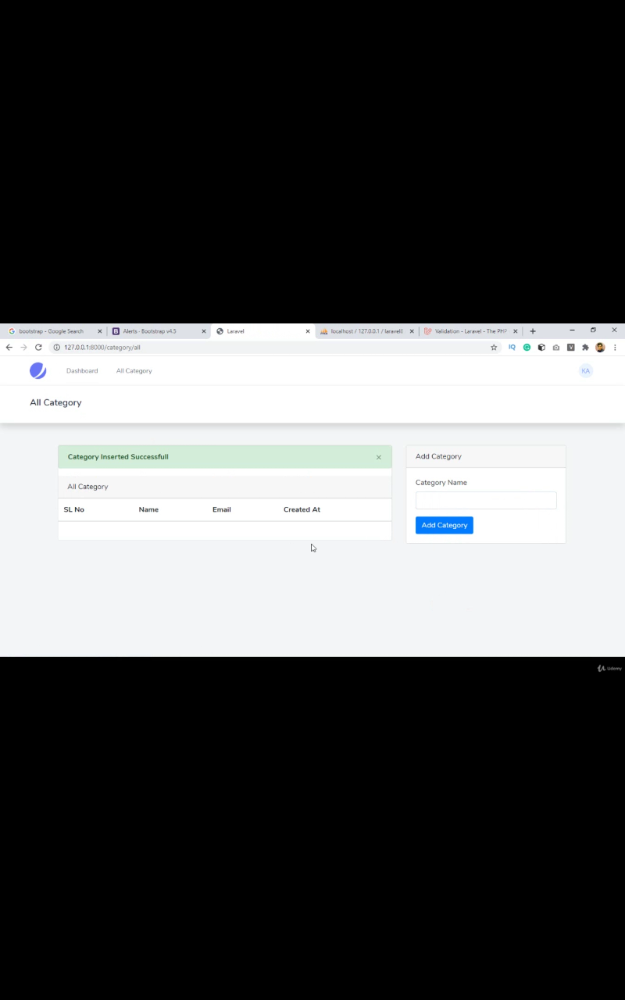 bootstrap - Google Search
Alerts · Bootstrap v4.5
Laravel
localhost / 127.0.0.1 / laravel8
Validation - Laravel - The PHP
127.0.0.1:8000/category/all
IQ
Dashboard
All Category
KA
All Category
Category Inserted Successfull
×
All Category
SL No Name Email Created At
Add Category
Category Name
Add Category
Udemy